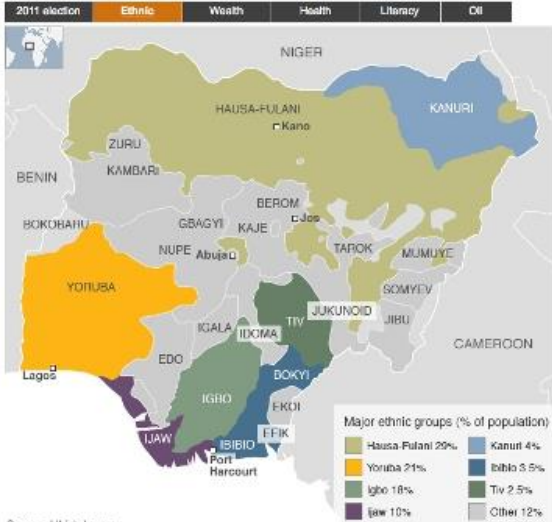 2011 election
Ethnic
Wealth
Health
Literacy
Oil
NIGER
HAUSA-FULANI
KANURI
Kano
ZURU
KAMBARI
BENIN
BEROM
BOKOBARU
GBAGYI
KAJE
Jos
NUPE
Abuja
TAROK
MUMUYE
YORUBA
SOMYEV
JUKUNOID
TIV
JIBU
IGALA
IDOMA
CAMEROON
EDO
BOKYI
Lagos
IGBO
EKOI
IJAW
IBIBIO
EFIK
Port
Harcourt
Major ethnic groups (% of population)
Hausa-Fulani 29%
Kanuri 4%
Yoruba 21%
Ibibio 3.5%
Igbo 18%
Tiv 2.5%
Ijaw 10%
Other 12%